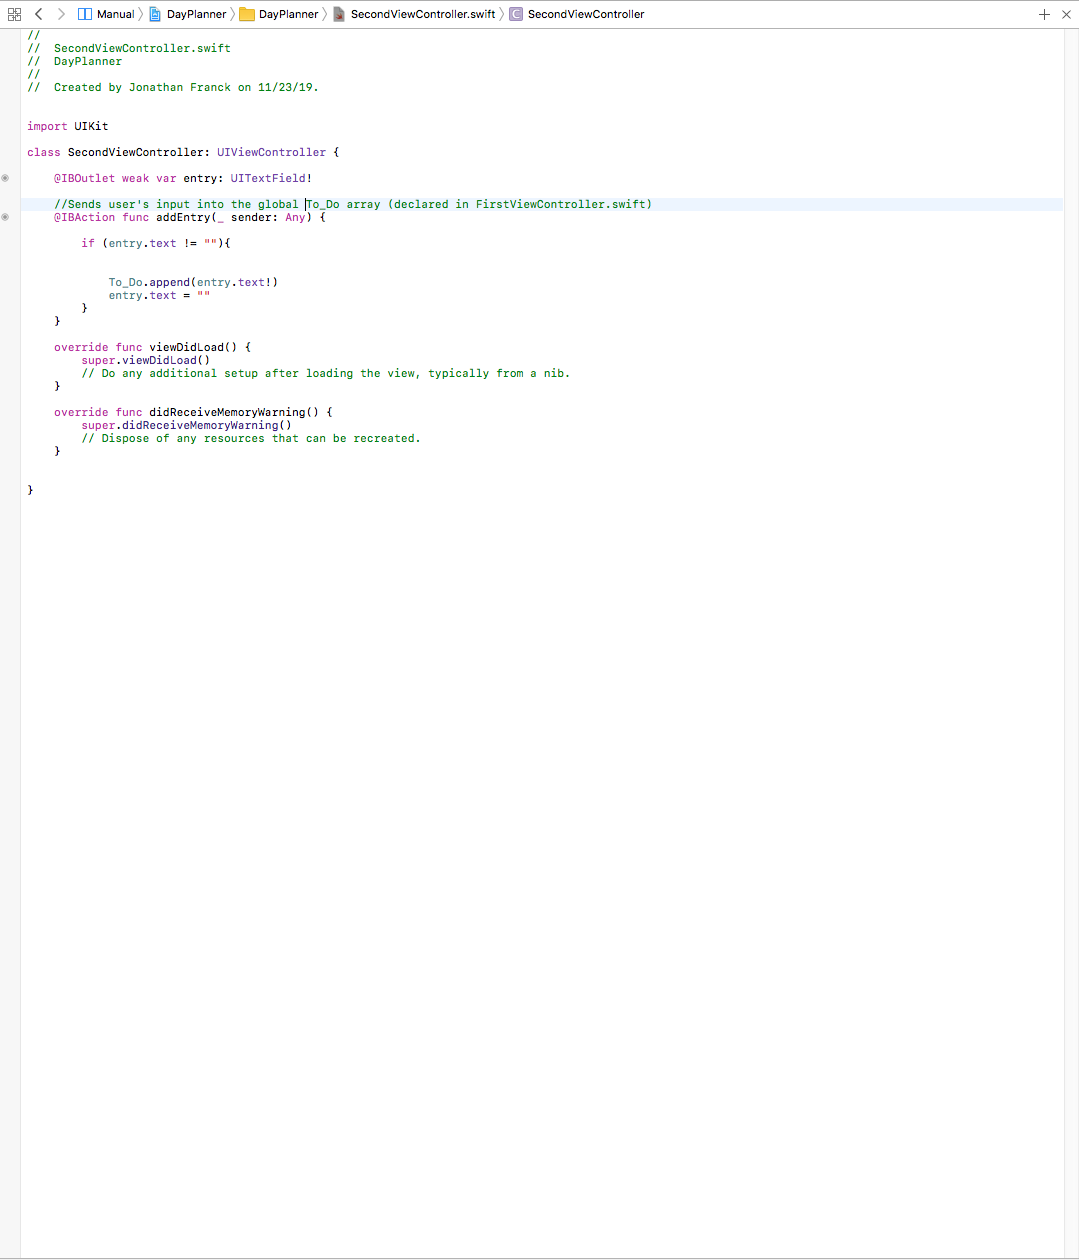 Manual DayPlanner DayPlanner SecondViewController.swift C SecondViewController
//
//  SecondViewController.swift
//  DayPlanner
//
//  Created by Jonathan Franck on 11/23/19.
import UIKit
class SecondViewController: UIViewController {
    @IBOutlet weak var entry: UITextField!
    //Sends user's input into the global To_Do array (declared in FirstViewController.swift)
    @IBAction func addEntry(_ sender: Any) {
        if (entry.text != ""){
            To_Do.append(entry.text!)
            entry.text = ""
        }
    }
    override func viewDidLoad() {
        super.viewDidLoad()
        // Do any additional setup after loading the view, typically from a nib.
    }
    override func didReceiveMemoryWarning() {
        super.didReceiveMemoryWarning()
        // Dispose of any resources that can be recreated.
    }
}